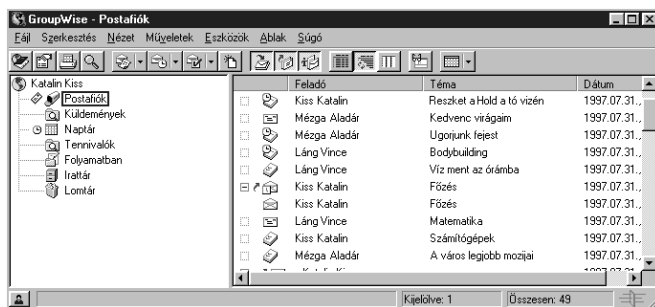 GroupWise - Postafiók
Fájl Szerkesztés Nézet Műveletek Eszközök Ablak Súgó
Katalin Kiss
Postafiók
Küldemények
Naptár
Tennivalók
Folyamatban
Irattár
Lomtár
Feladó Téma Dátum
Kiss Katalin Reszket a Hold a tó vizén 1997.07.31.,
Mézga Aladár Kedvenc virágaim 1997.07.31.,
Mézga Aladár Ugorjunk fejest 1997.07.31.,
Láng Vince Bodybuilding 1997.07.31.,
Láng Vince Víz ment az órámba 1997.07.31.,
Kiss Katalin Főzés 1997.07.31.,
Kiss Katalin Főzés 1997.07.31.,
Láng Vince Matematika 1997.07.31.,
Kiss Katalin Számítógépek 1997.07.31.,
Mézga Aladár A város legjobb mozijai 1997.07.31.,
Kijelölve: 1 Összesen: 49